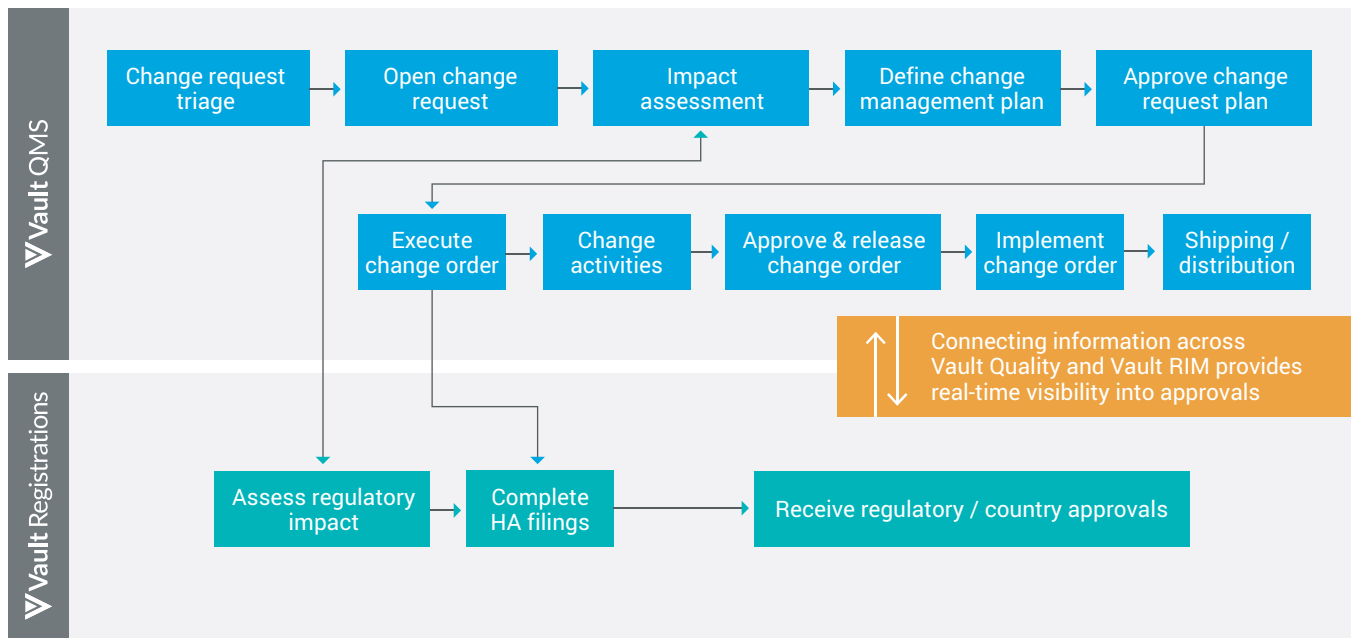 Vault QMS
Change request
triage
Open change
request
Impact
assessment
Define change
management plan
Approve change
request plan
Execute
change order
Change
activities
Approve & release
change order
Implement
change order
Shipping /
distribution
Connecting information across
Vault Quality and Vault RIM provides
real-time visibility into approvals
Vault Registrations
Assess regulatory
impact
Complete
HA filings
Receive regulatory / country approvals